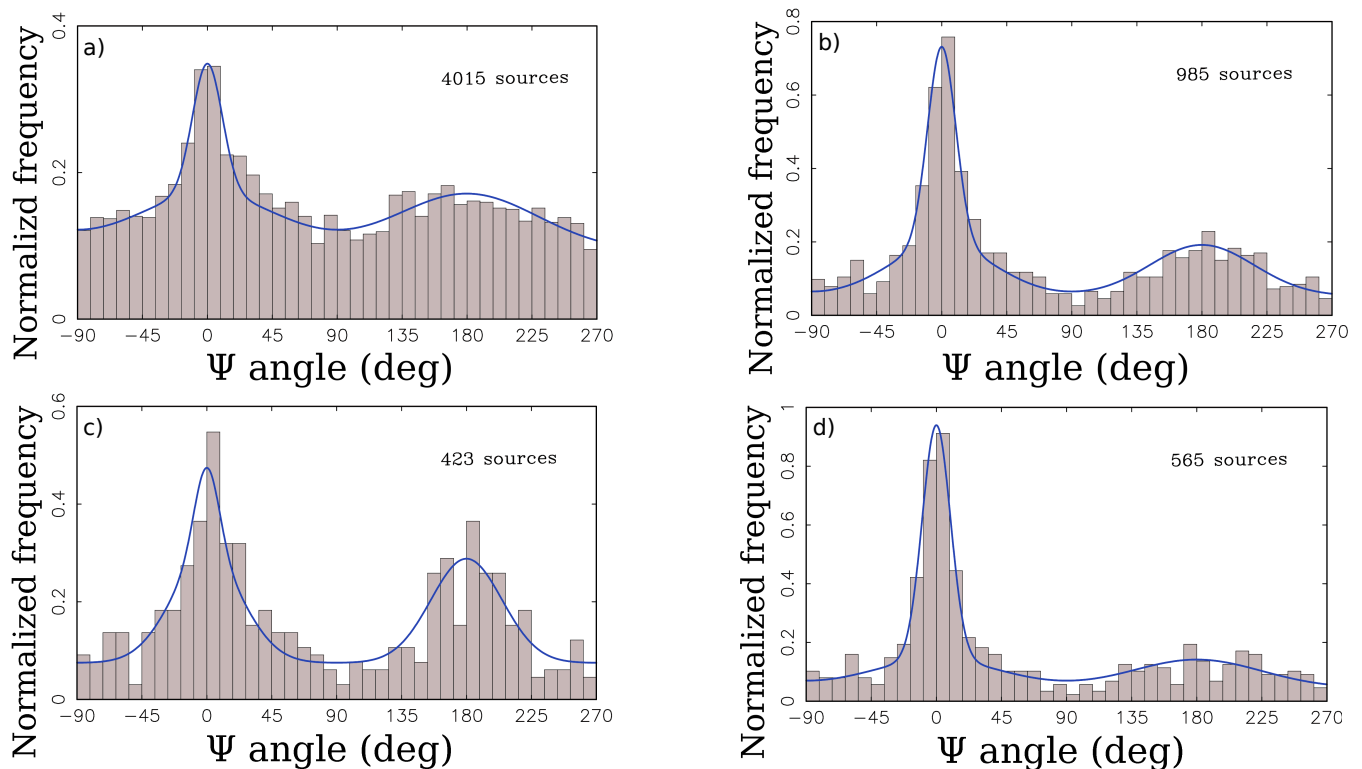 a)
4015 sources
Normalizd frequency
0.4
0.2
0
−90 −45 0 45 90 135 180 225 270
Ψ angle (deg)
b)
985 sources
Normalized frequency
0.8
0.6
0.4
0.2
0
−90 −45 0 45 90 135 180 225 270
Ψ angle (deg)
c)
423 sources
Normalized frequency
0.6
0.4
0.2
0
−90 −45 0 45 90 135 180 225 270
Ψ angle (deg)
d)
565 sources
Normalized frequency
1
0.8
0.6
0.4
0.2
0
−90 −45 0 45 90 135 180 225 270
Ψ angle (deg)